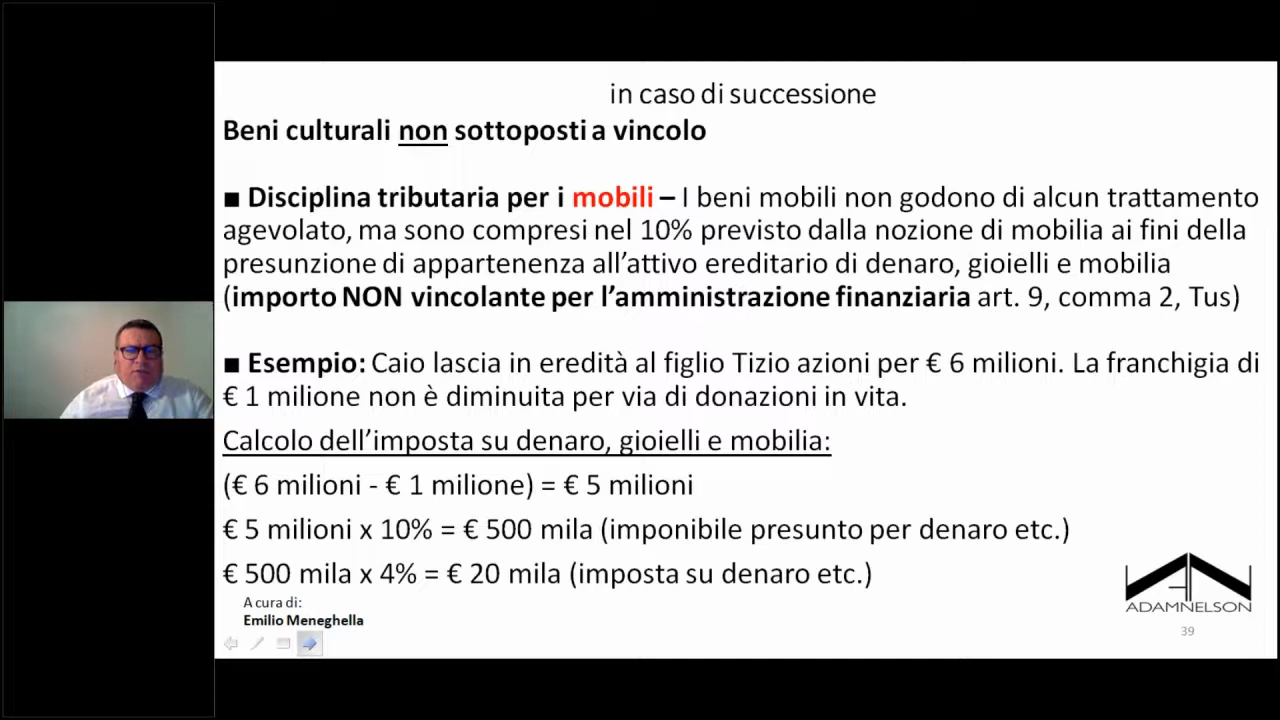 in caso di successione
Beni culturali non sottoposti a vincolo
■ Disciplina tributaria per i mobili – I beni mobili non godono di alcun trattamento
agevolato, ma sono compresi nel 10% previsto dalla nozione di mobilia ai fini della
presunzione di appartenenza all’attivo ereditario di denaro, gioielli e mobilia
(importo NON vincolante per l’amministrazione finanziaria art. 9, comma 2, Tus)
■ Esempio: Caio lascia in eredità al figlio Tizio azioni per € 6 milioni. La franchigia di
€ 1 milione non è diminuita per via di donazioni in vita.
Calcolo dell’imposta su denaro, gioielli e mobilia:
(€ 6 milioni - € 1 milione) = € 5 milioni
€ 5 milioni x 10% = € 500 mila (imponibile presunto per denaro etc.)
€ 500 mila x 4% = € 20 mila (imposta su denaro etc.)
A cura di:
Emilio Meneghella
ADAMNELSON
39